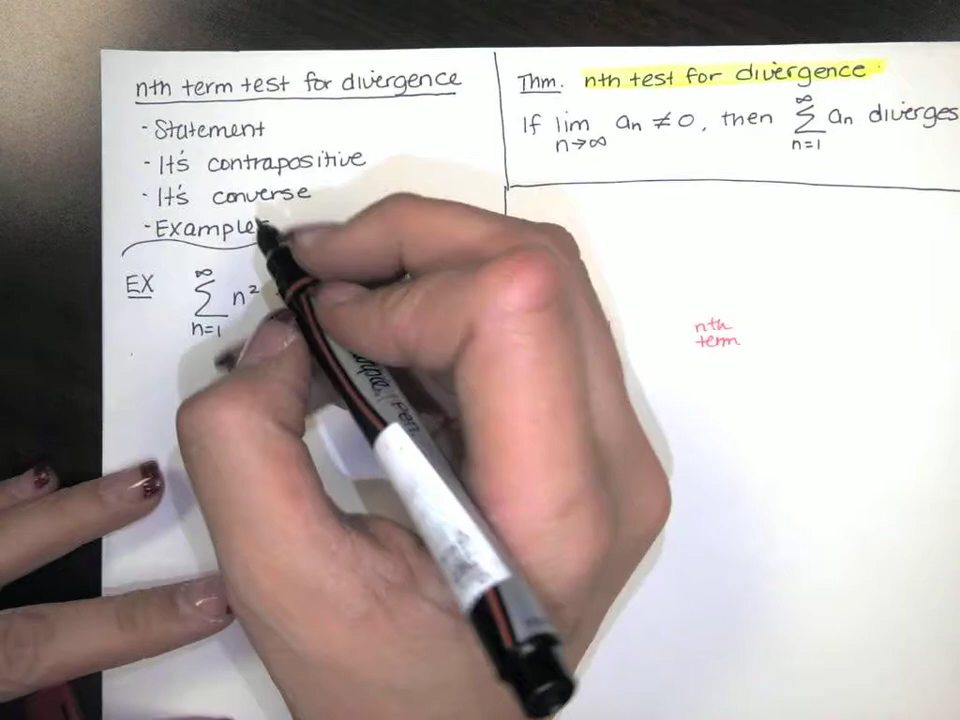 nth term test for divergence
- Statement
- It's contrapositive
- It's converse
- Example
EX ∞ ∑ n=1 n²
Thm. nth test for divergence.
If lim n→∞ an ≠ 0, then ∞ ∑ n=1 an diverges
nth
term